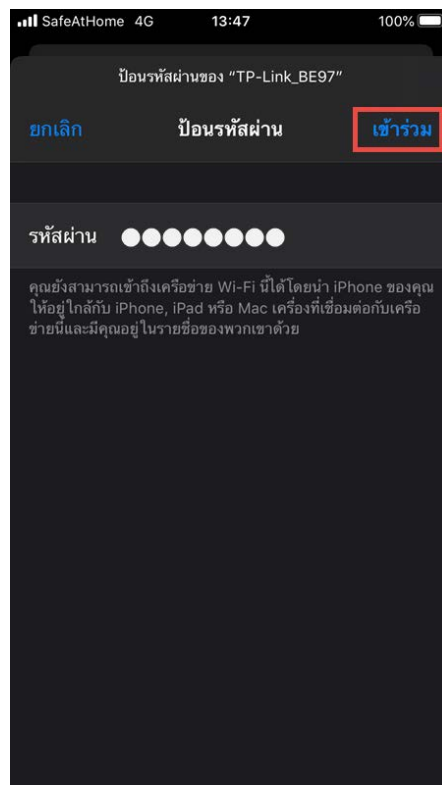 SafeAtHome 4G 13:47 100%
ป้อนรหัสผ่านของ “TP-Link_BE97”
ยกเลิก ป้อนรหัสผ่าน เข้าร่วม
รหัสผ่าน ●●●●●●●●
คุณยังสามารถเข้าถึงเครือข่าย Wi-Fi นี้ได้โดยนำ iPhone ของคุณ
ให้อยู่ใกล้กับ iPhone, iPad หรือ Mac เครื่องที่เชื่อมต่อกับเครือ
ข่ายนี้และมีคุณอยู่ในรายชื่อของพวกเขาด้วย